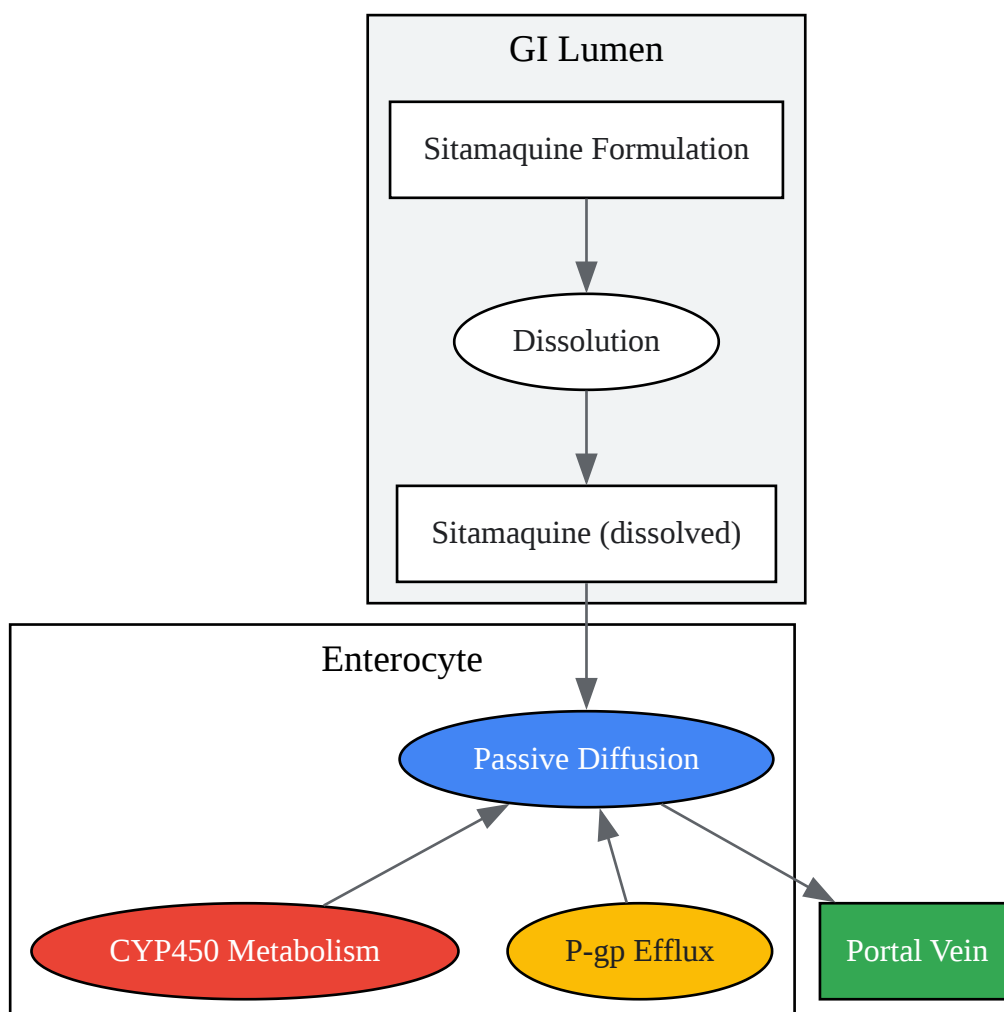 GI Lumen
Sitamaquine Formulation
Dissolution
Sitamaquine (dissolved)
Enterocyte
Passive Diffusion
CYP450 Metabolism
P-gp Efflux
Portal Vein